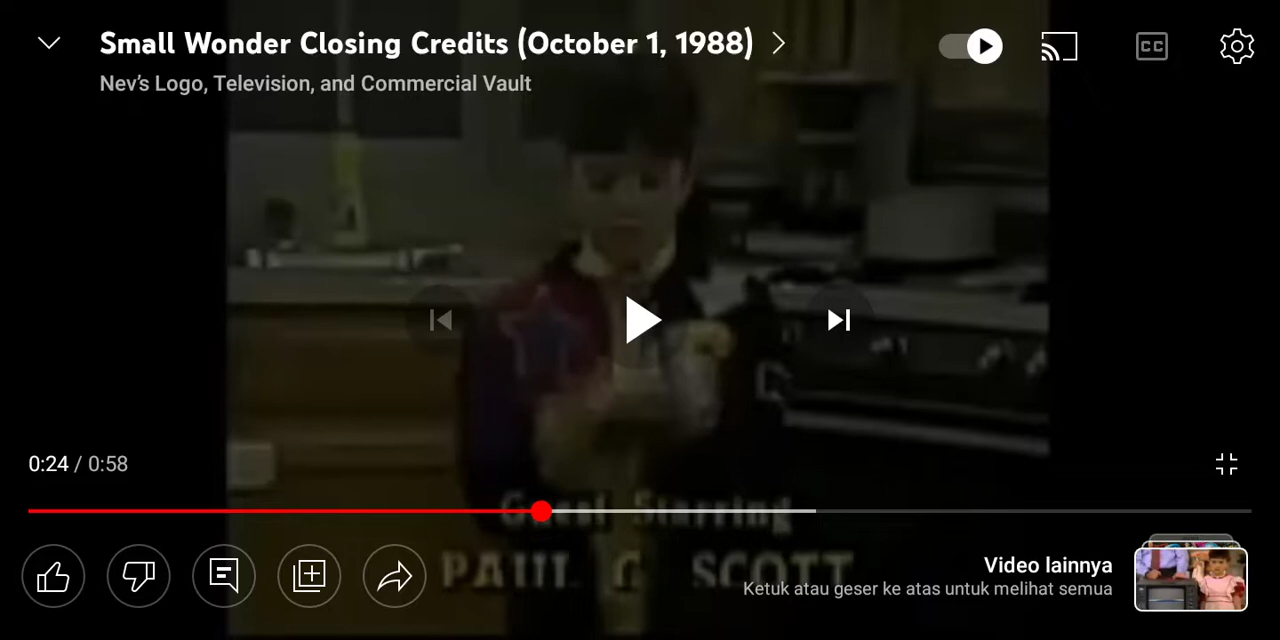 Small Wonder Closing Credits (October 1, 1988)
Nev's Logo, Television, and Commercial Vault
CC
0:24 / 0:58
Guest Starring
PAUL C. SCOTT
Video lainnya
Ketuk atau geser ke atas untuk melihat semua